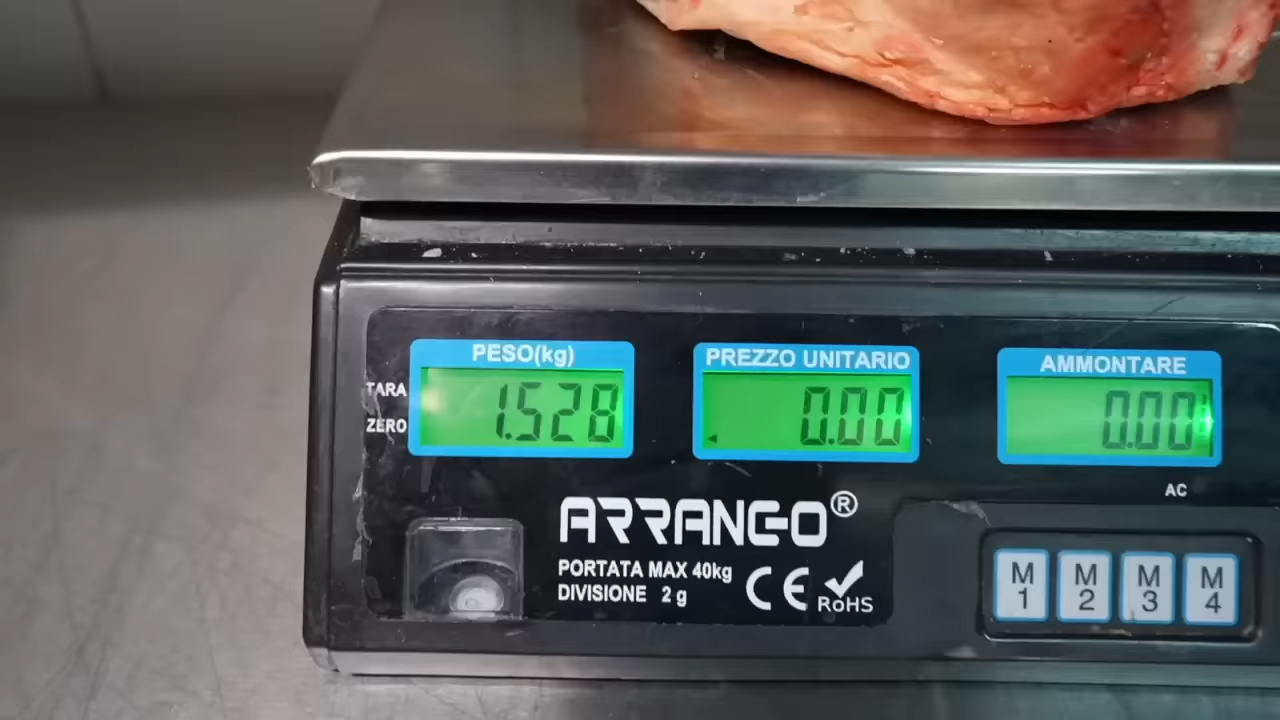 PESO(kg)
PREZZO UNITARIO
AMMONTARE
TARA
ZERO
1.528
0.00
0.00
AC
ARRANGO®
PORTATA MAX 40kg
DIVISIONE 2 g
CE
RoHS
M
1
M
2
M
3
M
4